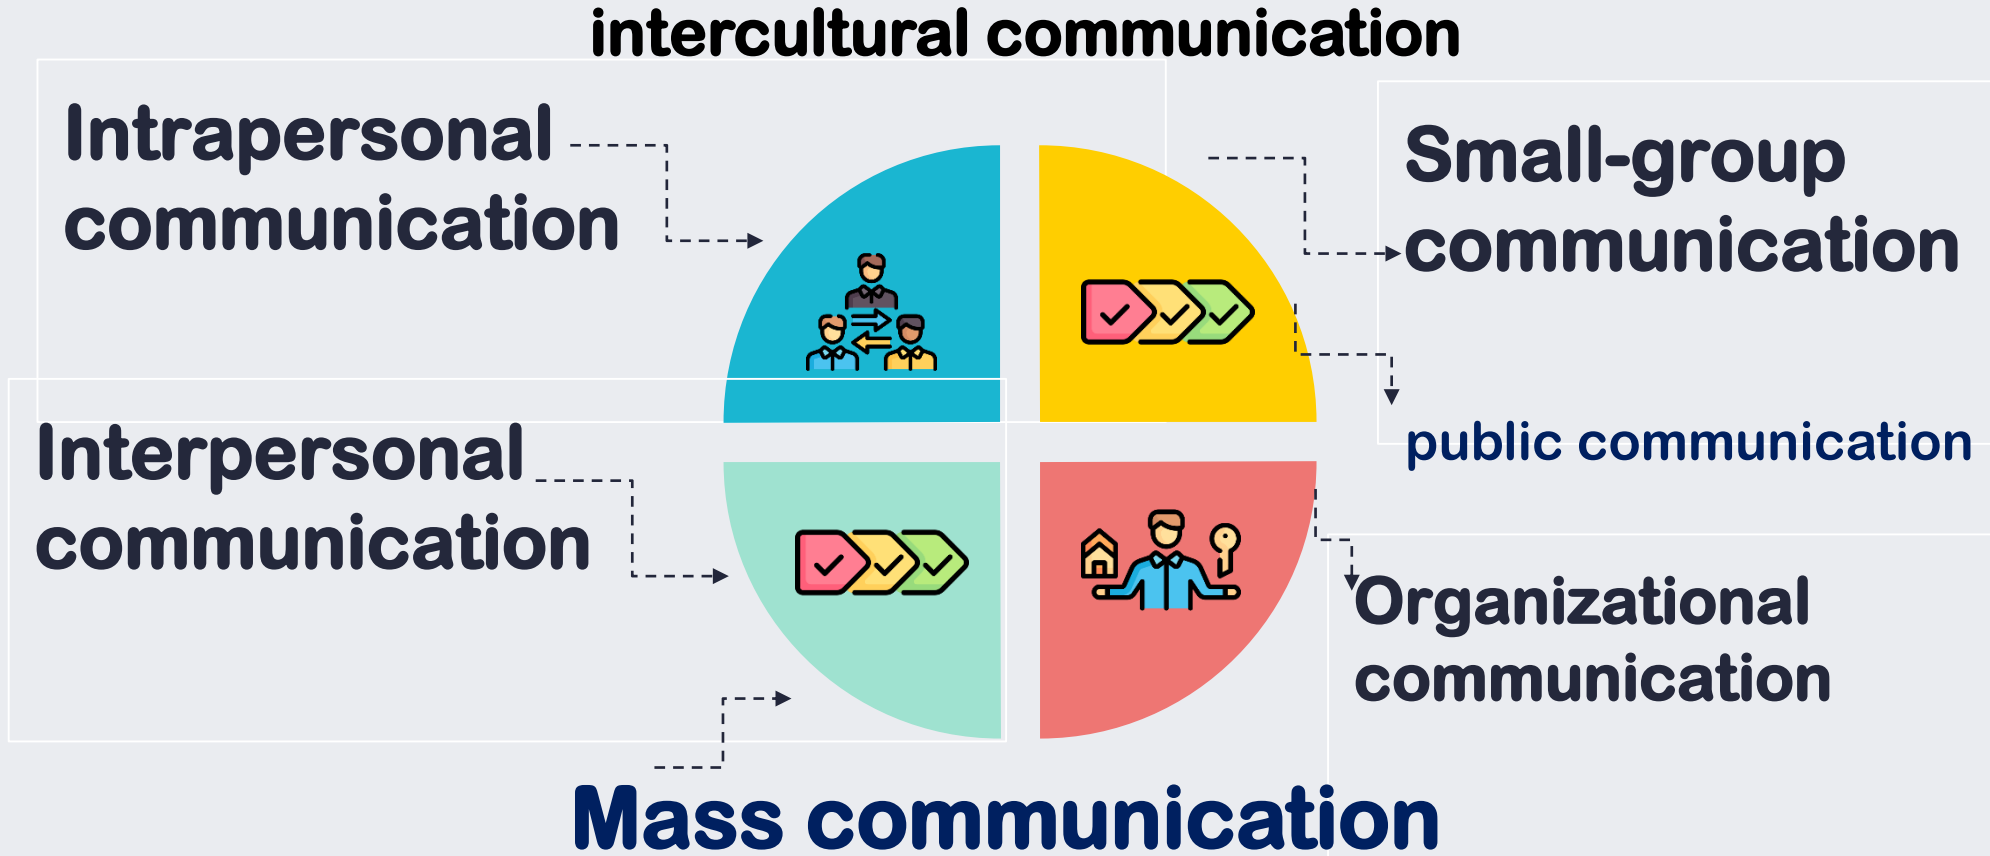 intercultural communication
Intrapersonal
communication
Small-group
communication
public communication
Interpersonal
communication
Organizational
communication
Mass communication